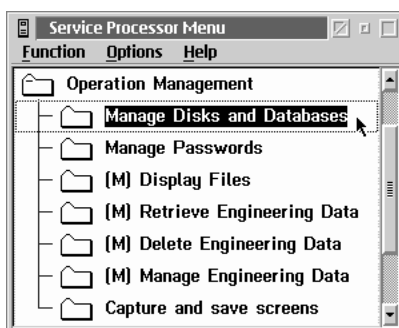 Service Processor Menu
Function Options Help
Operation Management
Manage Disks and Databases
Manage Passwords
(M) Display Files
(M) Retrieve Engineering Data
(M) Delete Engineering Data
(M) Manage Engineering Data
Capture and save screens